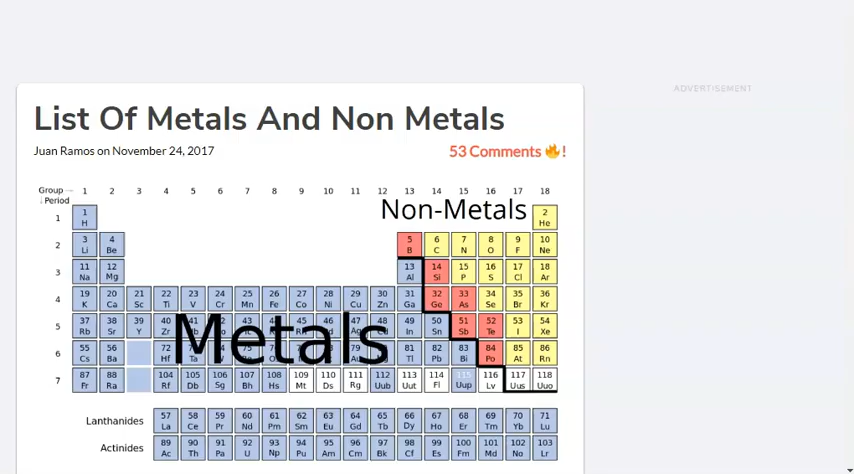 ADVERTISEMENT
List Of Metals And Non Metals
Juan Ramos on November 24, 2017
53 Comments 🔥!
Group → 1 2 3 4 5 6 7 8 9 10 11 12 13 14 15 16 17 18
↓ Period
Non-Metals
1 1 2
H He
2 3 4 5 6 7 8 9 10
Li Be B C N O F Ne
3 11 12 13 14 15 16 17 18
Na Mg Al Si P S Cl Ar
4 19 20 21 22 23 24 25 26 27 28 29 30 31 32 33 34 35 36
K Ca Sc Ti V Cr Mn Fe Co Ni Cu Zn Ga Ge As Se Br Kr
Metals
5 37 38 39 40 41 42 43 44 45 46 47 48 49 50 51 52 53 54
Rb Sr Y Zr Ag Cd In Sn Sb Te I Xe
6 55 56 72 76 77 79 81 82 83 84 85 86
Cs Ba Hf Ta Tl Pb Bi Po At Rn
7 87 88 104 105 106 107 108 109 110 111 112 113 114 115 116 117 118
Fr Ra Rf Db Sg Bh Hs Mt Ds Rg Uub Uut Fl Uup Lv Uus Uuo
Lanthanides 57 58 59 60 61 62 63 64 65 66 67 68 69 70 71
La Ce Pr Nd Pm Sm Eu Gd Tb Dy Ho Er Tm Yb Lu
Actinides 89 90 91 92 93 94 95 96 97 98 99 100 101 102 103
Ac Th Pa U Np Pu Am Cm Bk Cf Es Fm Md No Lr